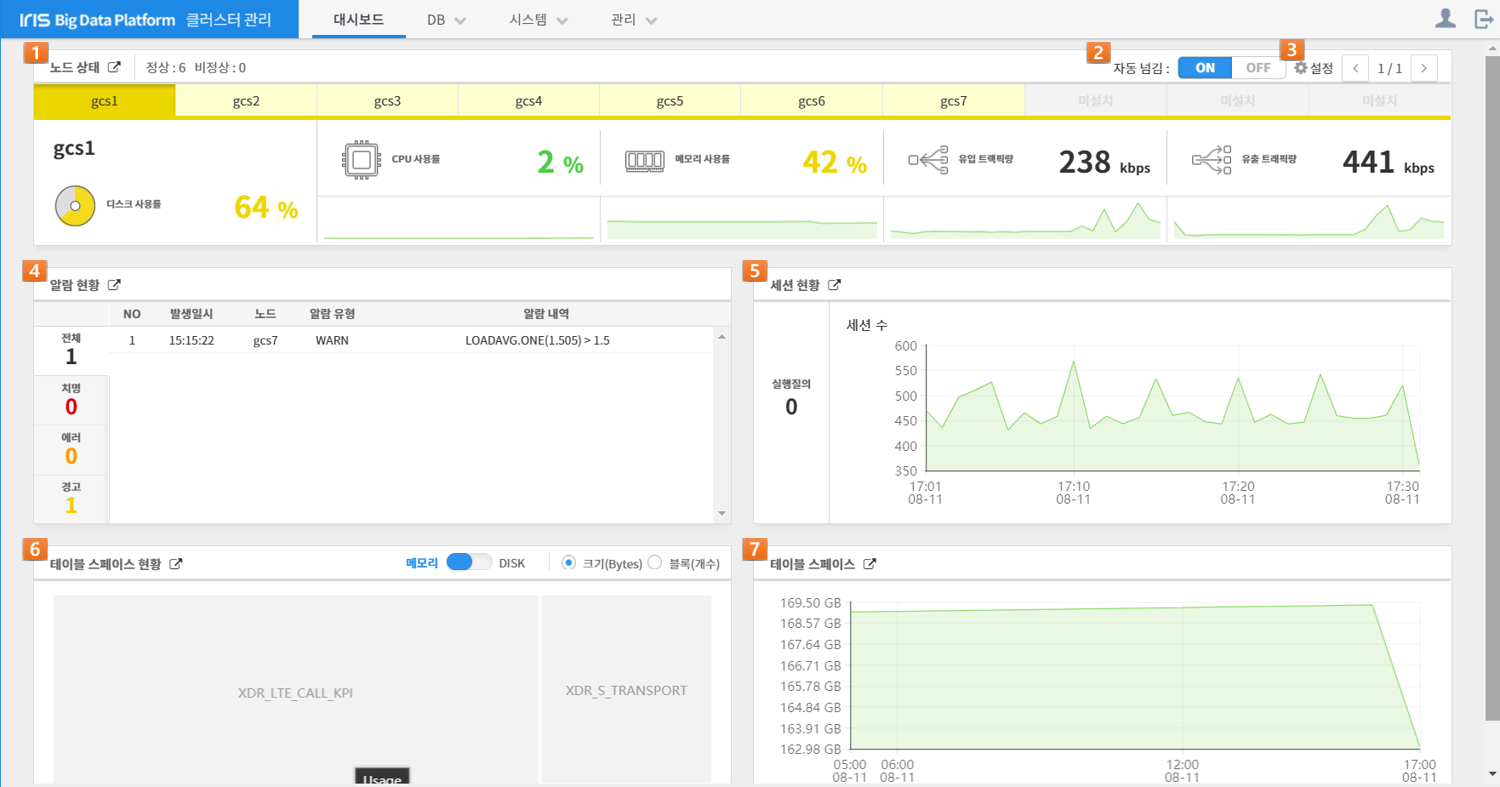 IRIS Big Data Platform 클러스터 관리
대시보드 DB 시스템 관리
1 노드 상태 정상 : 6 비정상 : 0 2 자동 넘김 : ON OFF 3 설정 < 1 / 1 >
gcs1 gcs2 gcs3 gcs4 gcs5 gcs6 gcs7 미설치 미설치 미설치
gcs1
디스크 사용률 64 %
CPU 사용률 2 %
메모리 사용률 42 %
유입 트랙픽량 238 kbps
유출 트래픽량 441 kbps
4 알람 현황
NO 발생일시 노드 알람 유형 알람 내역
1 15:15:22 gcs7 WARN LOADAVG.ONE(1.505) > 1.5
전체
1
치명
0
에러
0
경고
1
5 세션 현황
실행질의
0
세션 수
600
550
500
450
400
350
17:01 17:10 17:20 17:30
08-11 08-11 08-11 08-11
6 테이블 스페이스 현황 메모리 DISK 크기(Bytes) 블록(개수)
XDR_LTE_CALL_KPI XDR_S_TRANSPORT
Usage
7 테이블 스페이스
169.50 GB
168.57 GB
167.64 GB
166.71 GB
165.78 GB
164.84 GB
163.91 GB
162.98 GB
05:00 06:00 12:00 17:00
08-11 08-11 08-11 08-11